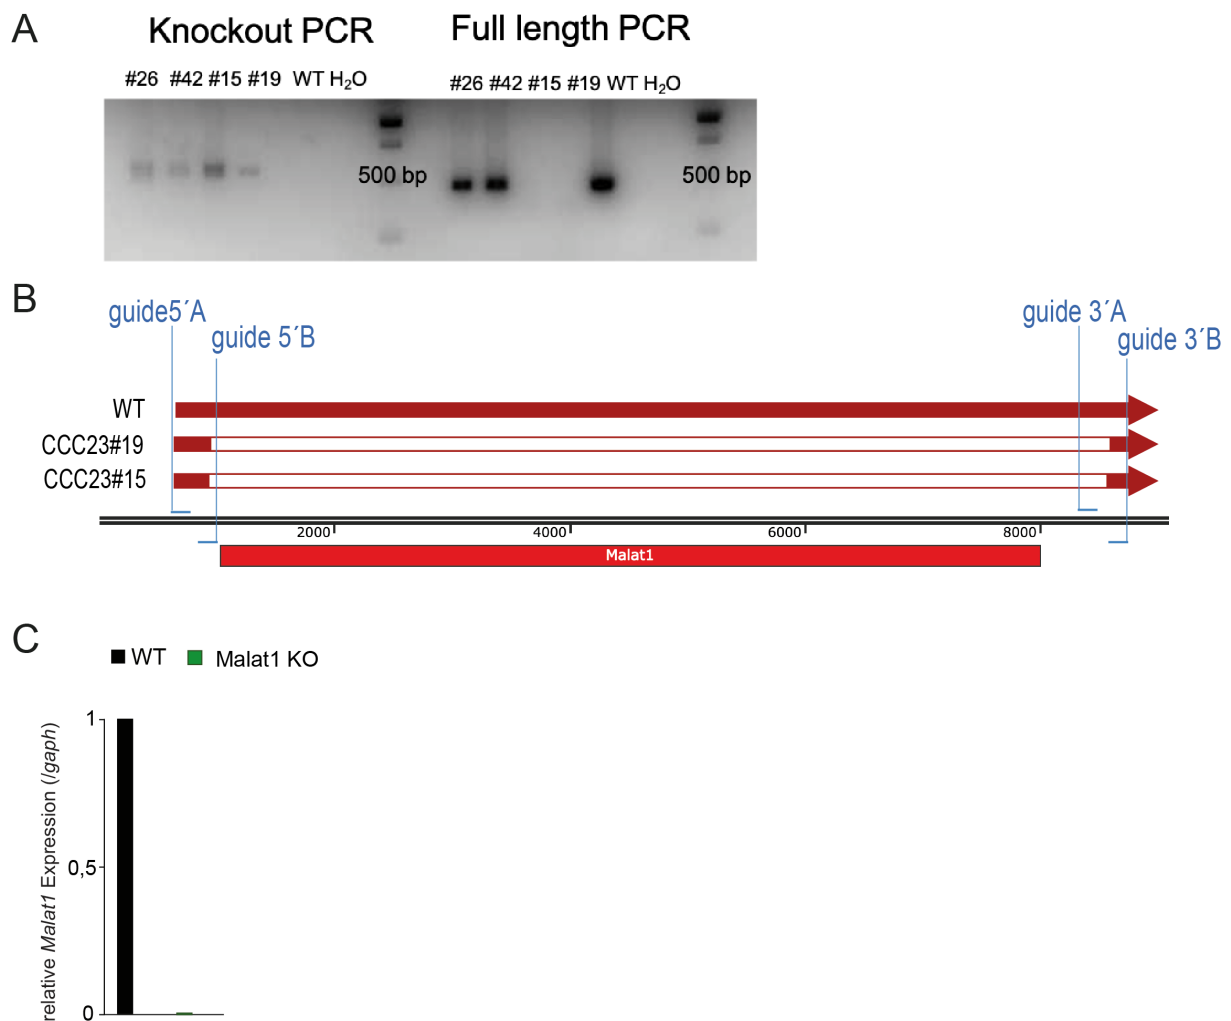 A
Knockout PCR
Full length PCR
#26 #42 #15 #19 WT H₂O
#26 #42 #15 #19 WT H₂O
500 bp
500 bp
B
guide5´A
guide 5´B
guide 3´A
guide 3´B
WT
CCC23#19
CCC23#15
2000
4000
6000
8000
Malat1
C
WT
Malat1 KO
relative Malat1 Expression (/gaph)
1
0,5
0